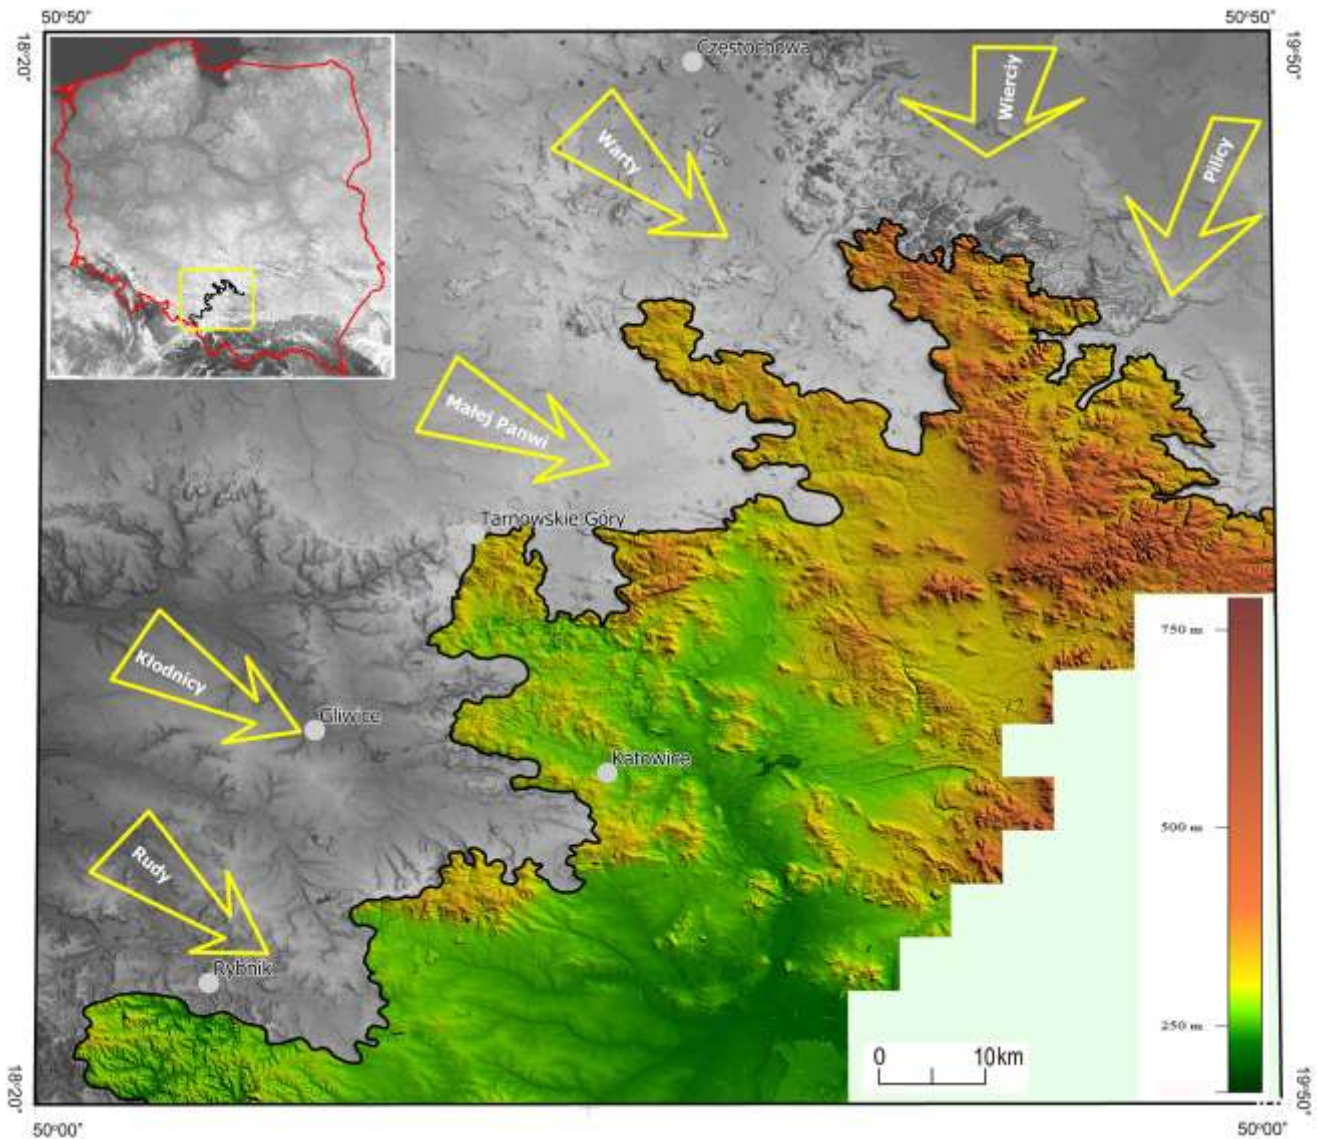 50°50"
50°50"
18°20"
19°50"
Częstochowa
Wierciy
Pilicy
Warty
Małej Panwi
Tarnowskie Góry
Kłodnicy
Gliwice
Katowice
Rudy
Rybnik
750 m
500 m
250 m
0
10km
18°20"
19°50"
50°00"
50°00"